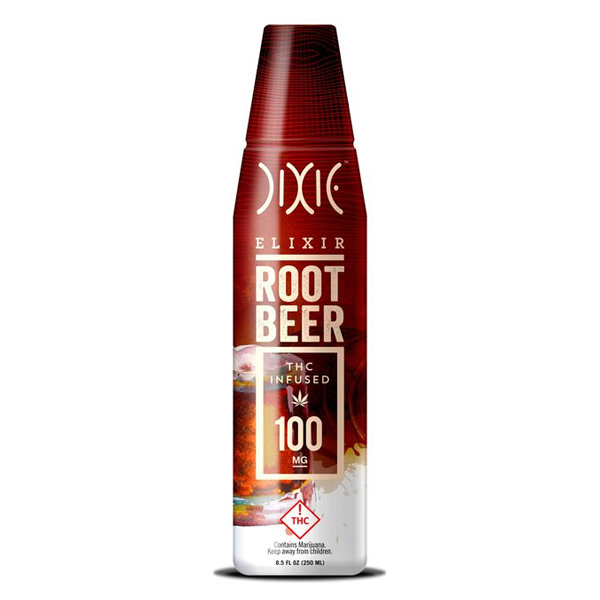 DIXIE™
ELIXIR
ROOT
BEER
THC
INFUSED
100
MG
!
THC
Contains Marijuana.
Keep away from children.
8.5 FL OZ (250 ML)